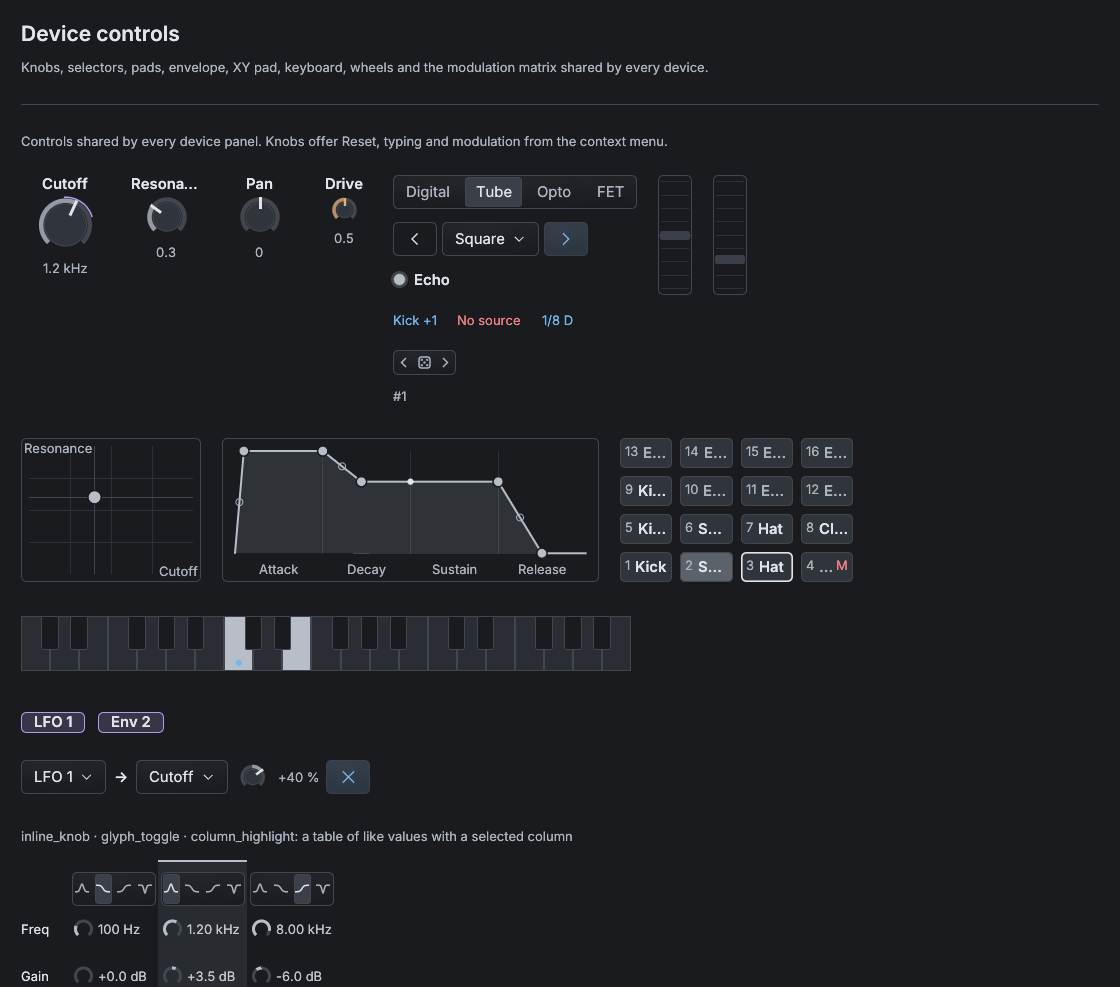 Device controls
Knobs, selectors, pads, envelope, XY pad, keyboard, wheels and the modulation matrix shared by every device.
Controls shared by every device panel. Knobs offer Reset, typing and modulation from the context menu.
Cutoff Resona... Pan Drive
1.2 kHz 0.3 0 0.5
Digital Tube Opto FET
Square
Echo
Kick +1 No source 1/8 D
#1
Resonance
Cutoff
Attack Decay Sustain Release
13 E... 14 E... 15 E... 16 E...
9 Ki... 10 E... 11 E... 12 E...
5 Ki... 6 S... 7 Hat 8 Cl...
1 Kick 2 S... 3 Hat 4 ... M
LFO 1 Env 2
LFO 1 → Cutoff +40 %
inline_knob · glyph_toggle · column_highlight: a table of like values with a selected column
Freq 100 Hz 1.20 kHz 8.00 kHz
Gain +0.0 dB +3.5 dB -6.0 dB